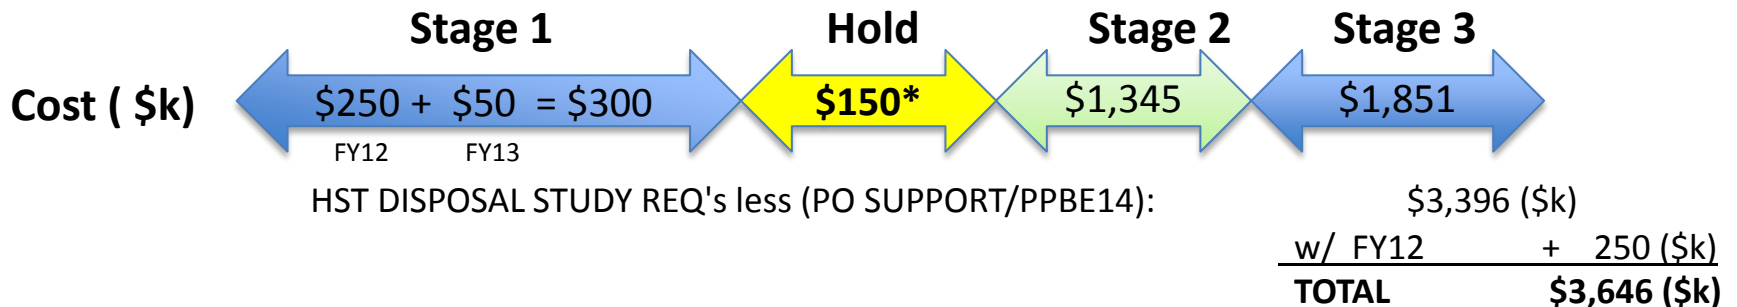 Stage 1 Hold Stage 2 Stage 3
Cost ( $k) $250 + $50 = $300 $150* $1,345 $1,851
FY12 FY13
HST DISPOSAL STUDY REQ's less (PO SUPPORT/PPBE14): $3,396 ($k)
w/ FY12 + 250 ($k)
TOTAL $3,646 ($k)